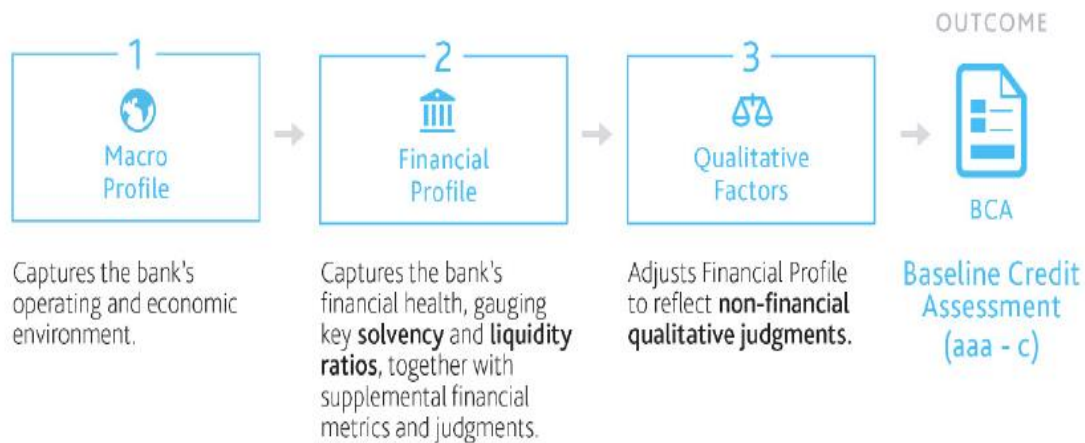 OUTCOME
1
Macro
Profile
Captures the bank's
operating and economic
environment.
2
Financial
Profile
Captures the bank's
financial health, gauging
key solvency and liquidity
ratios, together with
supplemental financial
metrics and judgments.
3
Qualitative
Factors
Adjusts Financial Profile
to reflect non-financial
qualitative judgments.
BCA
Baseline Credit
Assessment
(aaa - c)